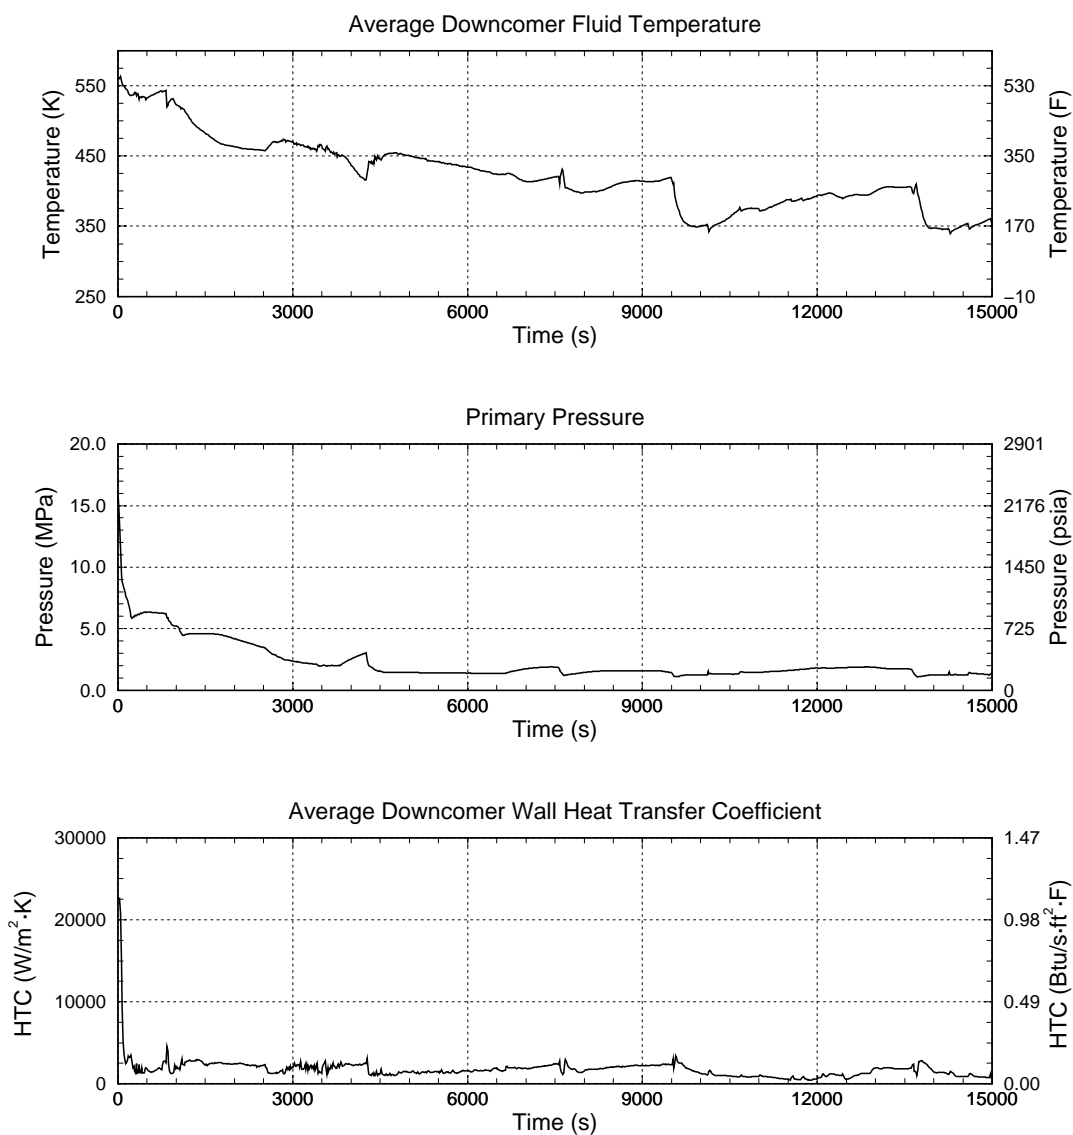 Average Downcomer Fluid Temperature
550
450
350
250
Temperature (K)
530
350
170
−10
Temperature (F)
0 3000 6000 9000 12000 15000
Time (s)
Primary Pressure
20.0
15.0
10.0
5.0
0.0
Pressure (MPa)
2901
2176
1450
725
0
Pressure (psia)
0 3000 6000 9000 12000 15000
Time (s)
Average Downcomer Wall Heat Transfer Coefficient
30000
20000
10000
0
HTC (W/m²·K)
1.47
0.98
0.49
0.00
HTC (Btu/s·ft²·F)
0 3000 6000 9000 12000 15000
Time (s)